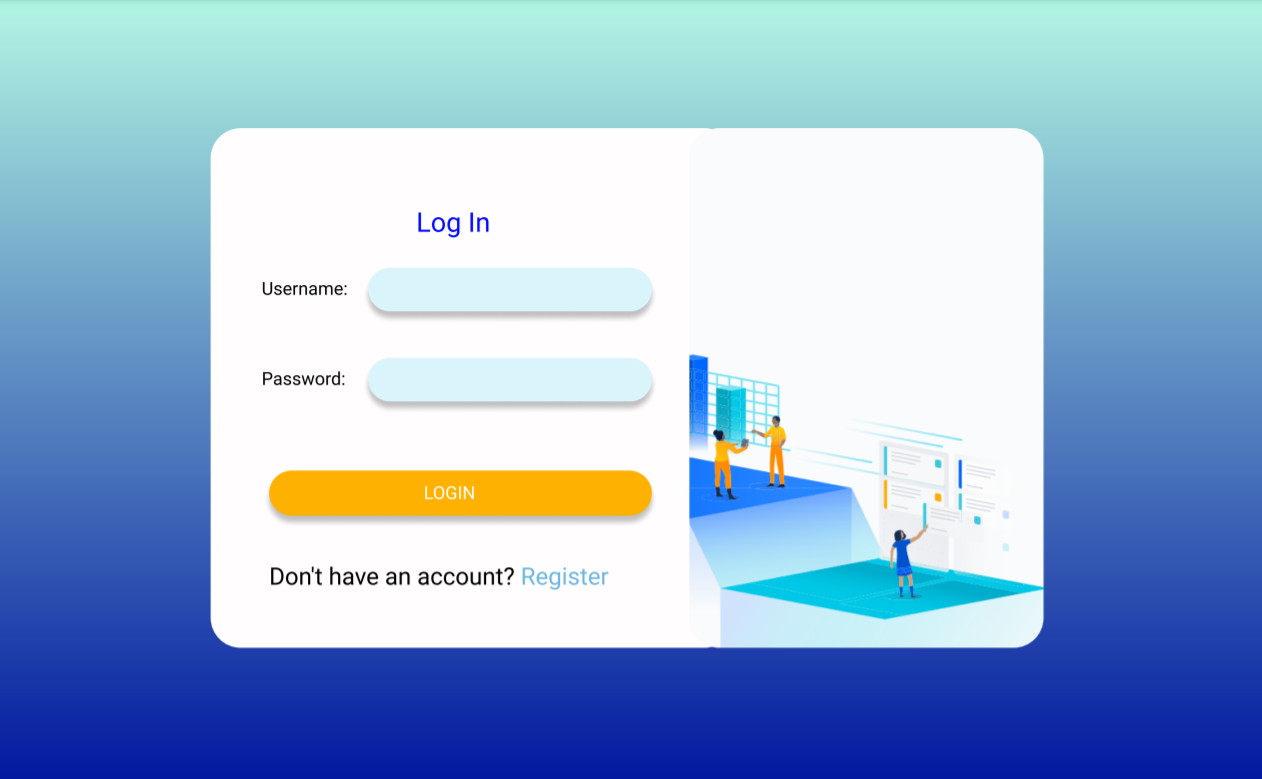 Log In
Username:
Password:
LOGIN
Don't have an account? Register